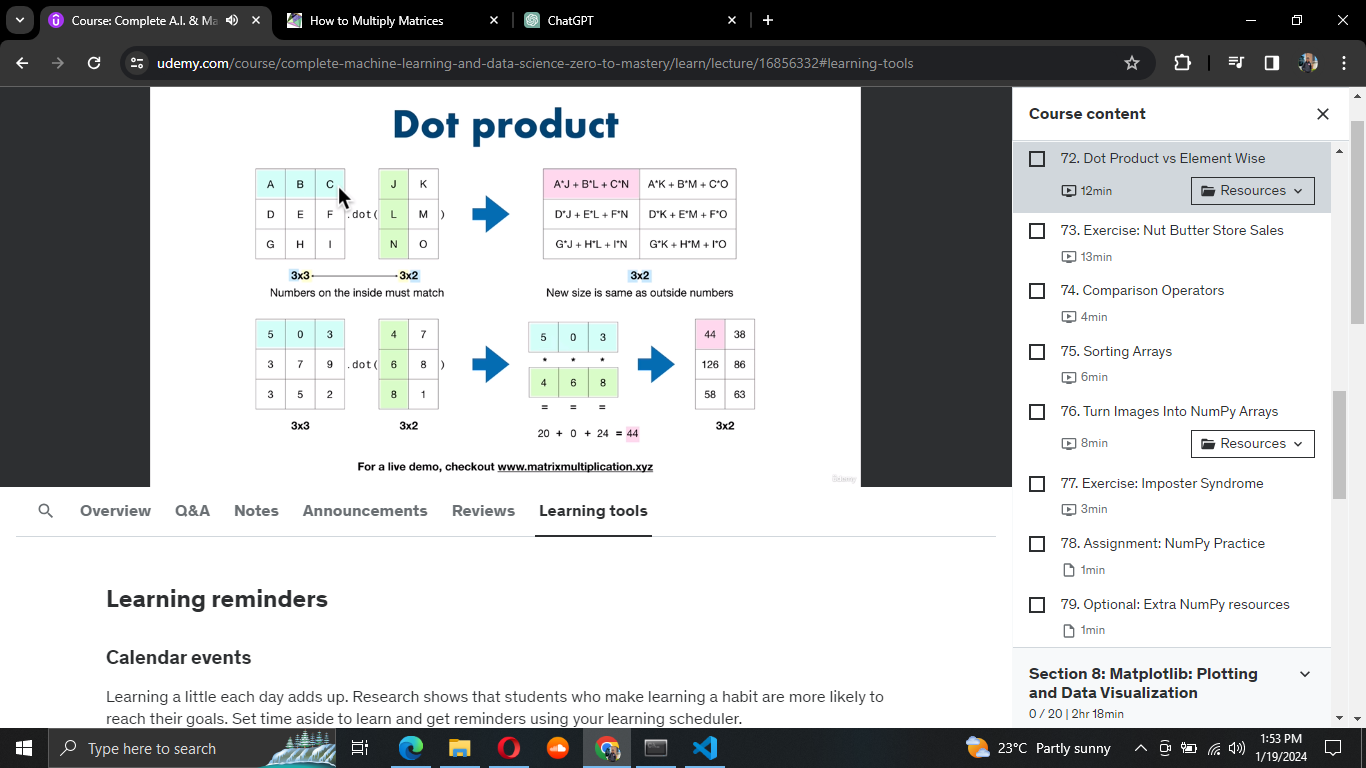 Course: Complete A.I. & Ma
How to Multiply Matrices
ChatGPT
udemy.com/course/complete-machine-learning-and-data-science-zero-to-mastery/learn/lecture/16856332#learning-tools
Dot product
A B C
D E F
G H I
.dot(
J K
L M
N O
)
A*J + B*L + C*N A*K + B*M + C*O
D*J + E*L + F*N D*K + E*M + F*O
G*J + H*L + I*N G*K + H*M + I*O
3x3 3x2
3x2
Numbers on the inside must match
New size is same as outside numbers
5 0 3
3 7 9
3 5 2
.dot(
4 7
6 8
8 1
)
5 0 3
* * *
4 6 8
= = =
20 + 0 + 24 = 44
44 38
126 86
58 63
3x3
3x2
3x2
For a live demo, checkout www.matrixmultiplication.xyz
Udemy
Overview Q&A Notes Announcements Reviews Learning tools
Learning reminders
Calendar events
Learning a little each day adds up. Research shows that students who make learning a habit are more likely to
reach their goals. Set time aside to learn and get reminders using your learning scheduler.
Course content
72. Dot Product vs Element Wise
12min
Resources
73. Exercise: Nut Butter Store Sales
13min
74. Comparison Operators
4min
75. Sorting Arrays
6min
76. Turn Images Into NumPy Arrays
8min
Resources
77. Exercise: Imposter Syndrome
3min
78. Assignment: NumPy Practice
1min
79. Optional: Extra NumPy resources
1min
Section 8: Matplotlib: Plotting
and Data Visualization
0 / 20 | 2hr 18min
Type here to search
23°C Partly sunny
1:53 PM
1/19/2024